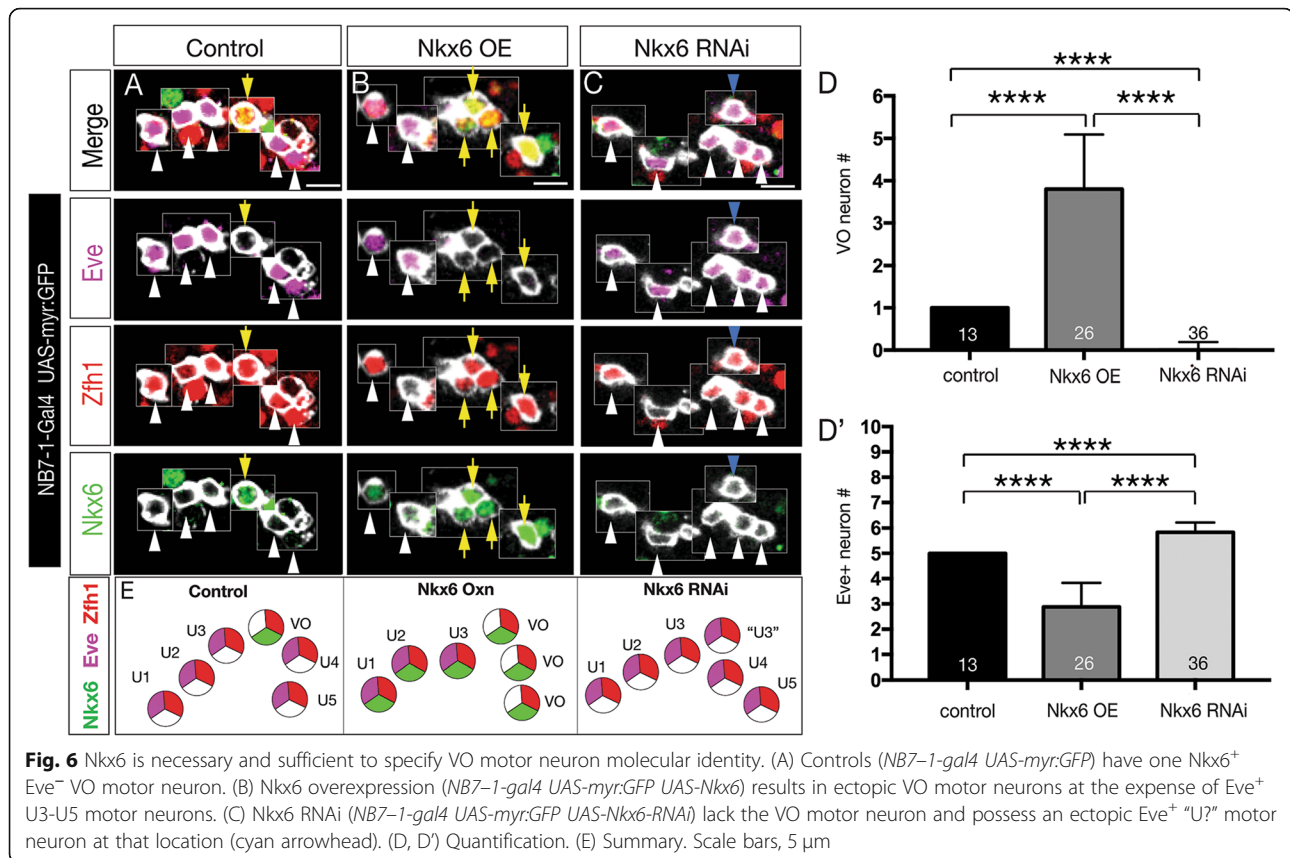 Control
Nkx6 OE
Nkx6 RNAi
NB7-1-Gal4 UAS-myr:GFP
Merge
A
B
C
Eve
Zfh1
Nkx6
Nkx6 Eve Zfh1
E
Control
U1
U2
U3
VO
U4
U5
Nkx6 Oxn
U1
U2
U3
VO
VO
VO
Nkx6 RNAi
U1
U2
U3
"U3"
U4
U5
D
VO neuron #
6
5
4
3
2
1
0
****
****
****
13
26
36
control
Nkx6 OE
Nkx6 RNAi
D'
Eve+ neuron #
10
9
8
7
6
5
4
3
2
1
0
****
****
****
13
26
36
control
Nkx6 OE
Nkx6 RNAi
Fig. 6 Nkx6 is necessary and sufficient to specify VO motor neuron molecular identity. (A) Controls (NB7–1-gal4 UAS-myr:GFP) have one Nkx6⁺
Eve⁻ VO motor neuron. (B) Nkx6 overexpression (NB7–1-gal4 UAS-myr:GFP UAS-Nkx6) results in ectopic VO motor neurons at the expense of Eve⁺
U3-U5 motor neurons. (C) Nkx6 RNAi (NB7–1-gal4 UAS-myr:GFP UAS-Nkx6-RNAi) lack the VO motor neuron and possess an ectopic Eve⁺ “U?” motor
neuron at that location (cyan arrowhead). (D, D’) Quantification. (E) Summary. Scale bars, 5 μm